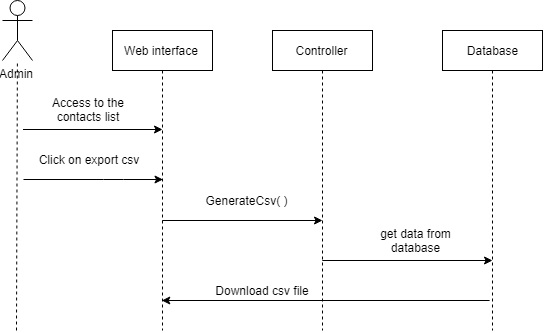 Admin
Web interface
Controller
Database
Access to the
contacts list
Click on export csv
GenerateCsv( )
get data from
database
Download csv file